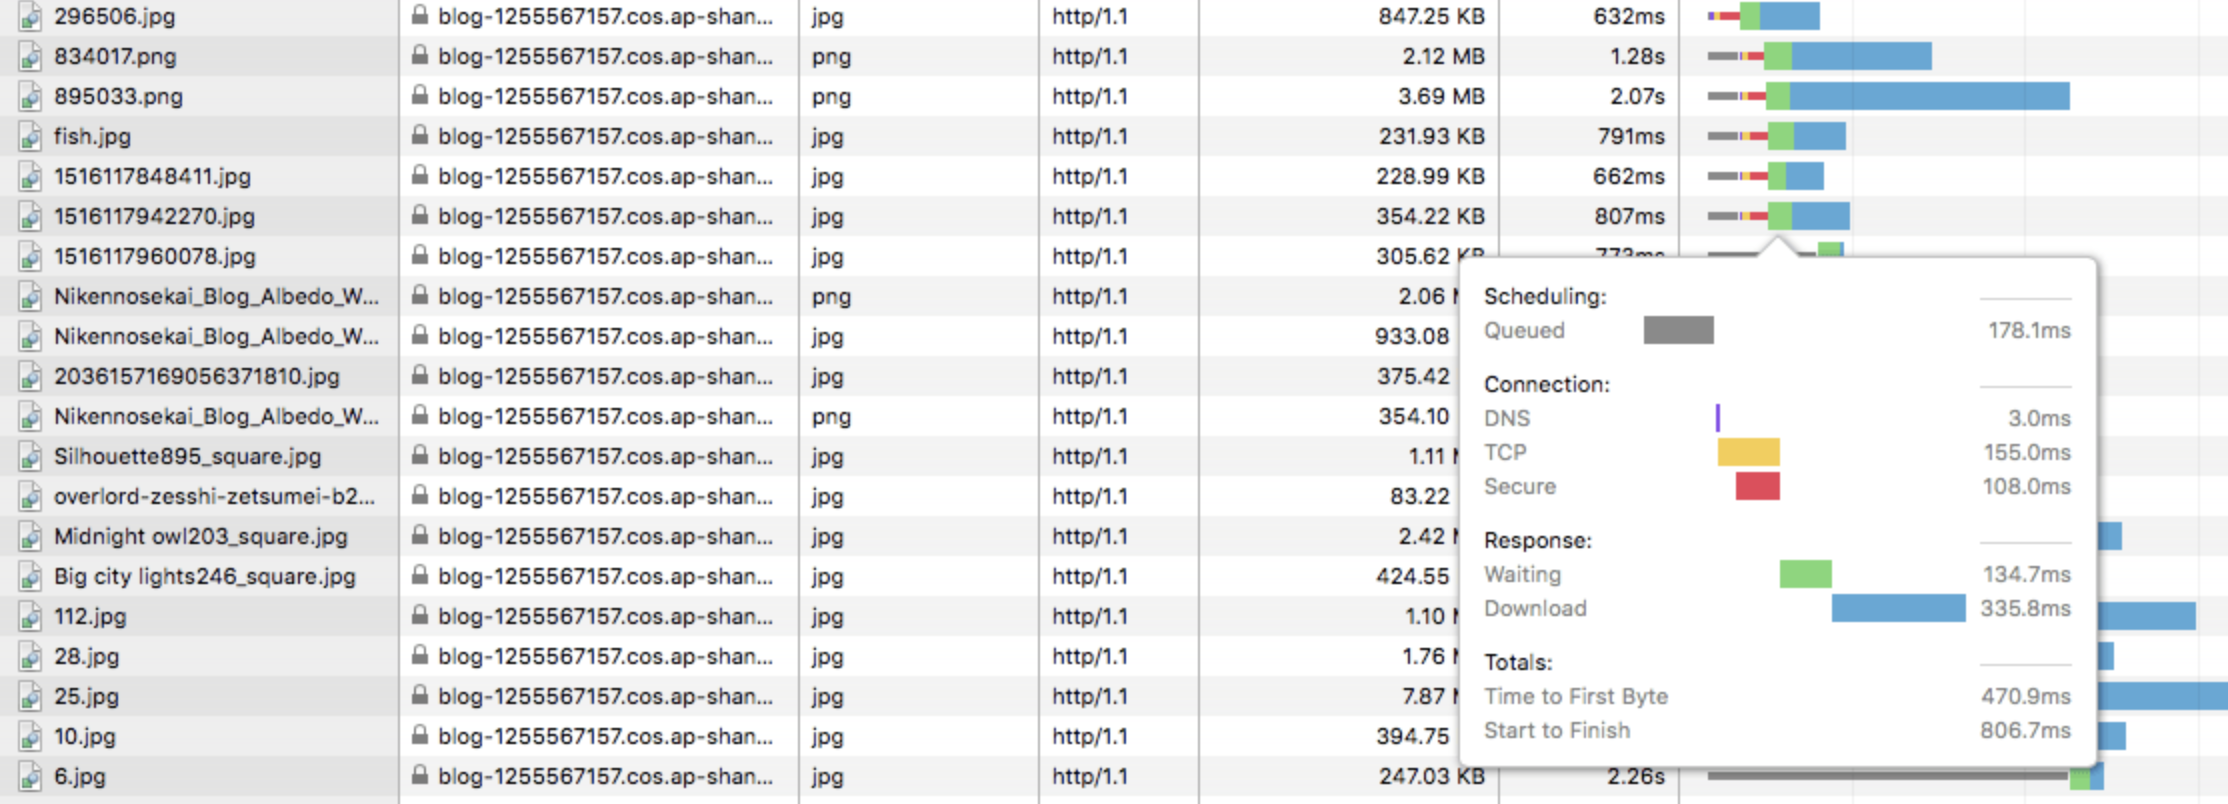 296506.jpg blog-1255567157.cos.ap-shan... jpg http/1.1 847.25 KB 632ms
834017.png blog-1255567157.cos.ap-shan... png http/1.1 2.12 MB 1.28s
895033.png blog-1255567157.cos.ap-shan... png http/1.1 3.69 MB 2.07s
fish.jpg blog-1255567157.cos.ap-shan... jpg http/1.1 231.93 KB 791ms
1516117848411.jpg blog-1255567157.cos.ap-shan... jpg http/1.1 228.99 KB 662ms
1516117942270.jpg blog-1255567157.cos.ap-shan... jpg http/1.1 354.22 KB 807ms
1516117960078.jpg blog-1255567157.cos.ap-shan... jpg http/1.1 305.62
Nikennosekai_Blog_Albedo_W... blog-1255567157.cos.ap-shan... png http/1.1 2.06
Nikennosekai_Blog_Albedo_W... blog-1255567157.cos.ap-shan... jpg http/1.1 933.08
2036157169056371810.jpg blog-1255567157.cos.ap-shan... jpg http/1.1 375.42
Nikennosekai_Blog_Albedo_W... blog-1255567157.cos.ap-shan... png http/1.1 354.10
Silhouette895_square.jpg blog-1255567157.cos.ap-shan... jpg http/1.1 1.11
overlord-zesshi-zetsumei-b2... blog-1255567157.cos.ap-shan... jpg http/1.1 83.22
Midnight owl203_square.jpg blog-1255567157.cos.ap-shan... jpg http/1.1 2.42
Big city lights246_square.jpg blog-1255567157.cos.ap-shan... jpg http/1.1 424.55
112.jpg blog-1255567157.cos.ap-shan... jpg http/1.1 1.10
28.jpg blog-1255567157.cos.ap-shan... jpg http/1.1 1.76
25.jpg blog-1255567157.cos.ap-shan... jpg http/1.1 7.87
10.jpg blog-1255567157.cos.ap-shan... jpg http/1.1 394.75
6.jpg blog-1255567157.cos.ap-shan... jpg http/1.1 247.03 KB 2.26s
Scheduling:
Queued 178.1ms
Connection:
DNS 3.0ms
TCP 155.0ms
Secure 108.0ms
Response:
Waiting 134.7ms
Download 335.8ms
Totals:
Time to First Byte 470.9ms
Start to Finish 806.7ms